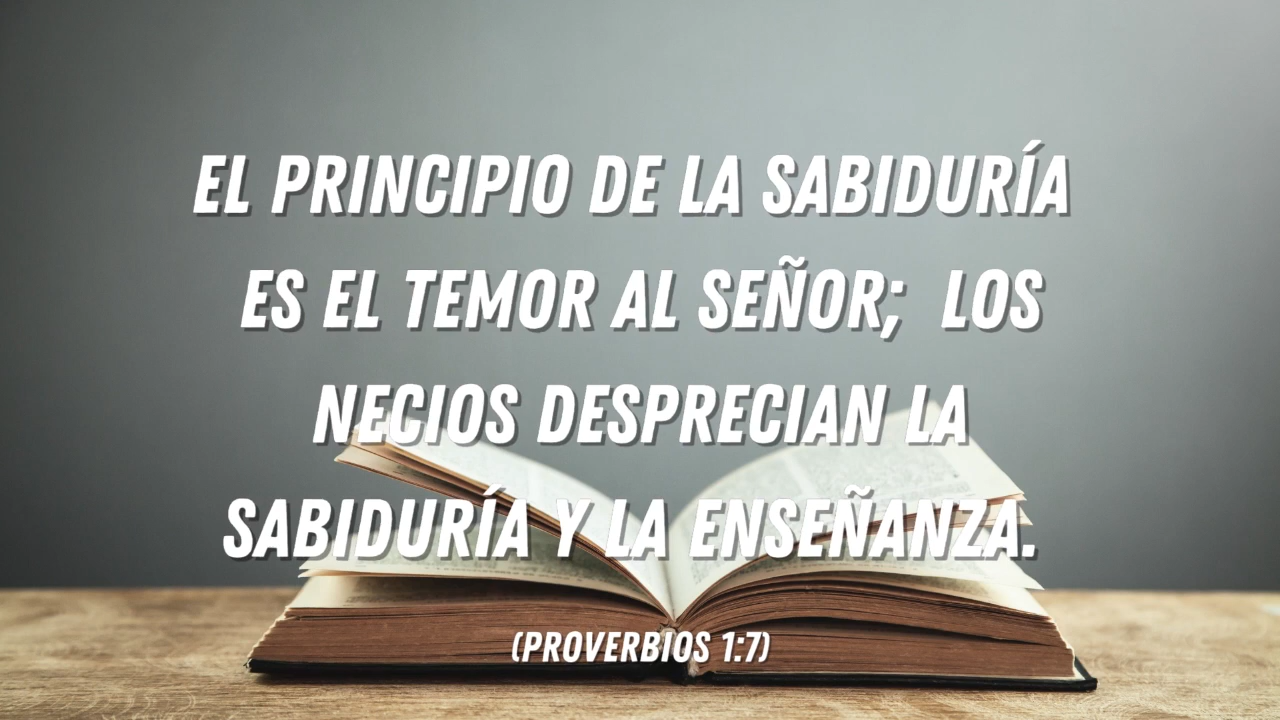 EL PRINCIPIO DE LA SABIDURÍA
ES EL TEMOR AL SEÑOR; LOS
NECIOS DESPRECIAN LA
SABIDURÍA Y LA ENSEÑANZA.
(PROVERBIOS 1:7)